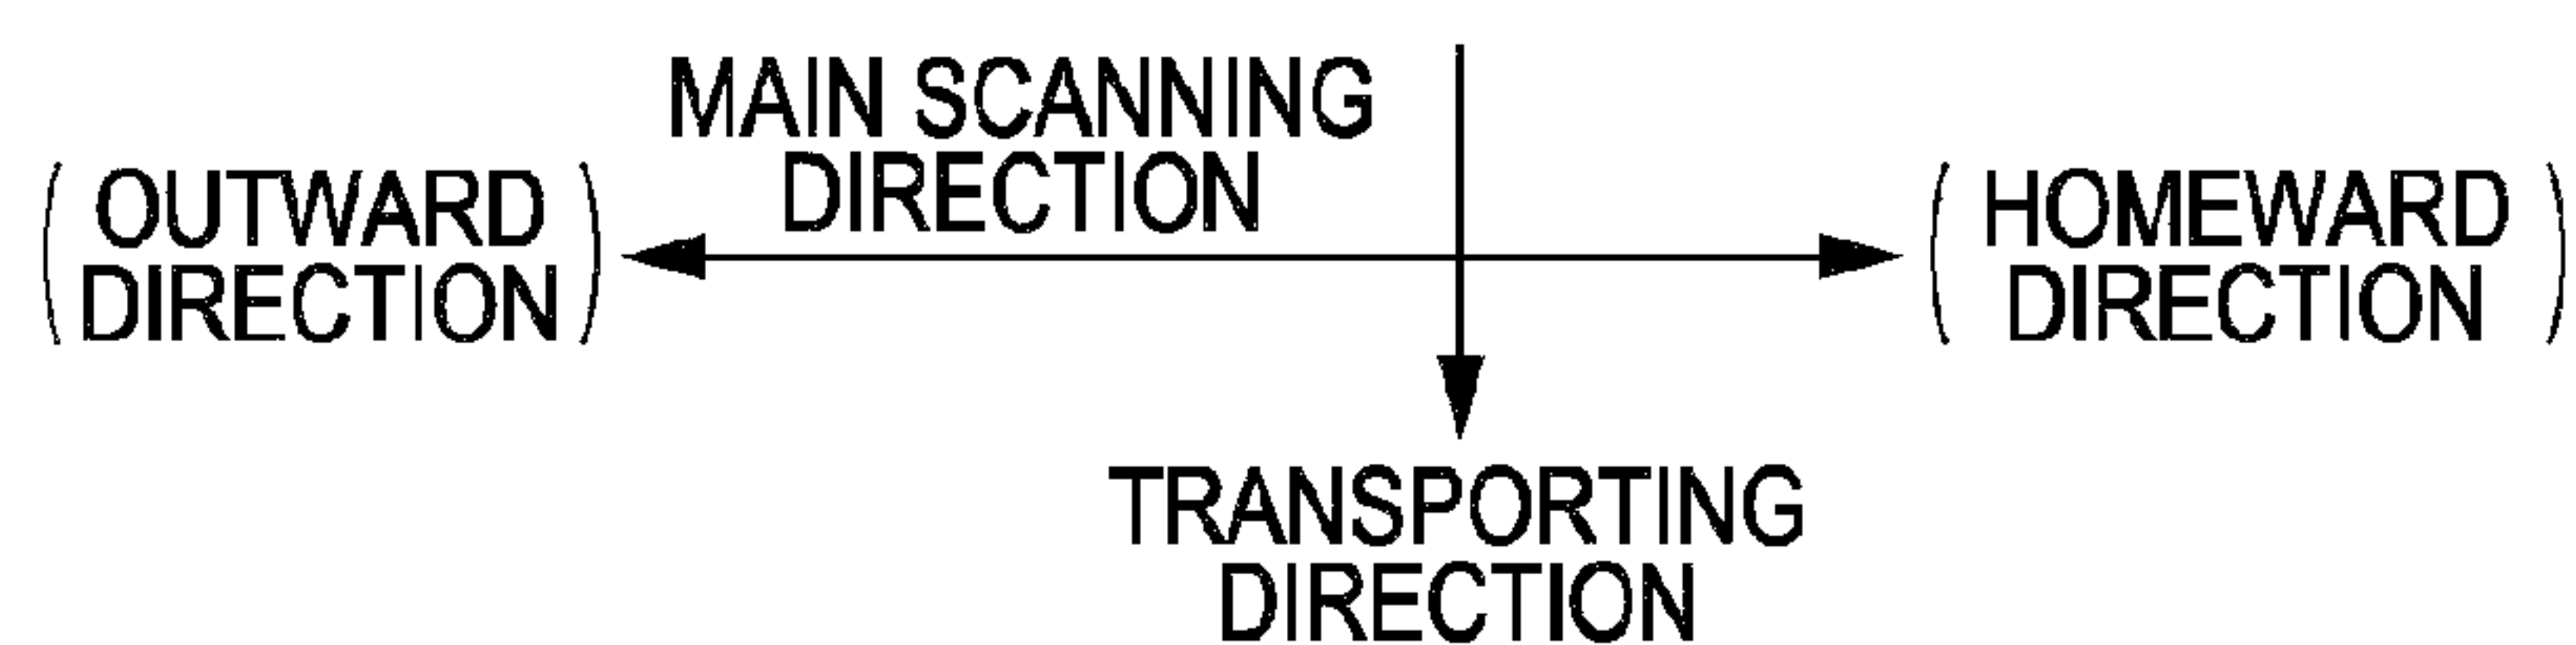 MAIN SCANNING
DIRECTION
( OUTWARD
DIRECTION )
( HOMEWARD
DIRECTION )
TRANSPORTING
DIRECTION